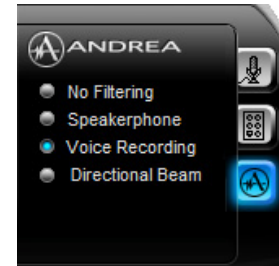 ANDREA
No Filtering
Speakerphone
Voice Recording
Directional Beam